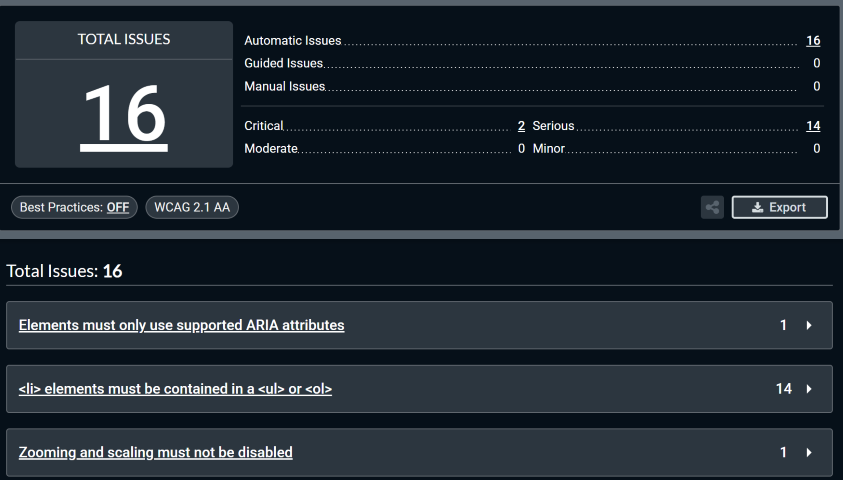 TOTAL ISSUES
16
Automatic Issues 16
Guided Issues 0
Manual Issues 0
Critical 2 Serious 14
Moderate 0 Minor 0
Best Practices: OFF WCAG 2.1 AA Export
Total Issues: 16
Elements must only use supported ARIA attributes 1
<li> elements must be contained in a <ul> or <ol> 14
Zooming and scaling must not be disabled 1